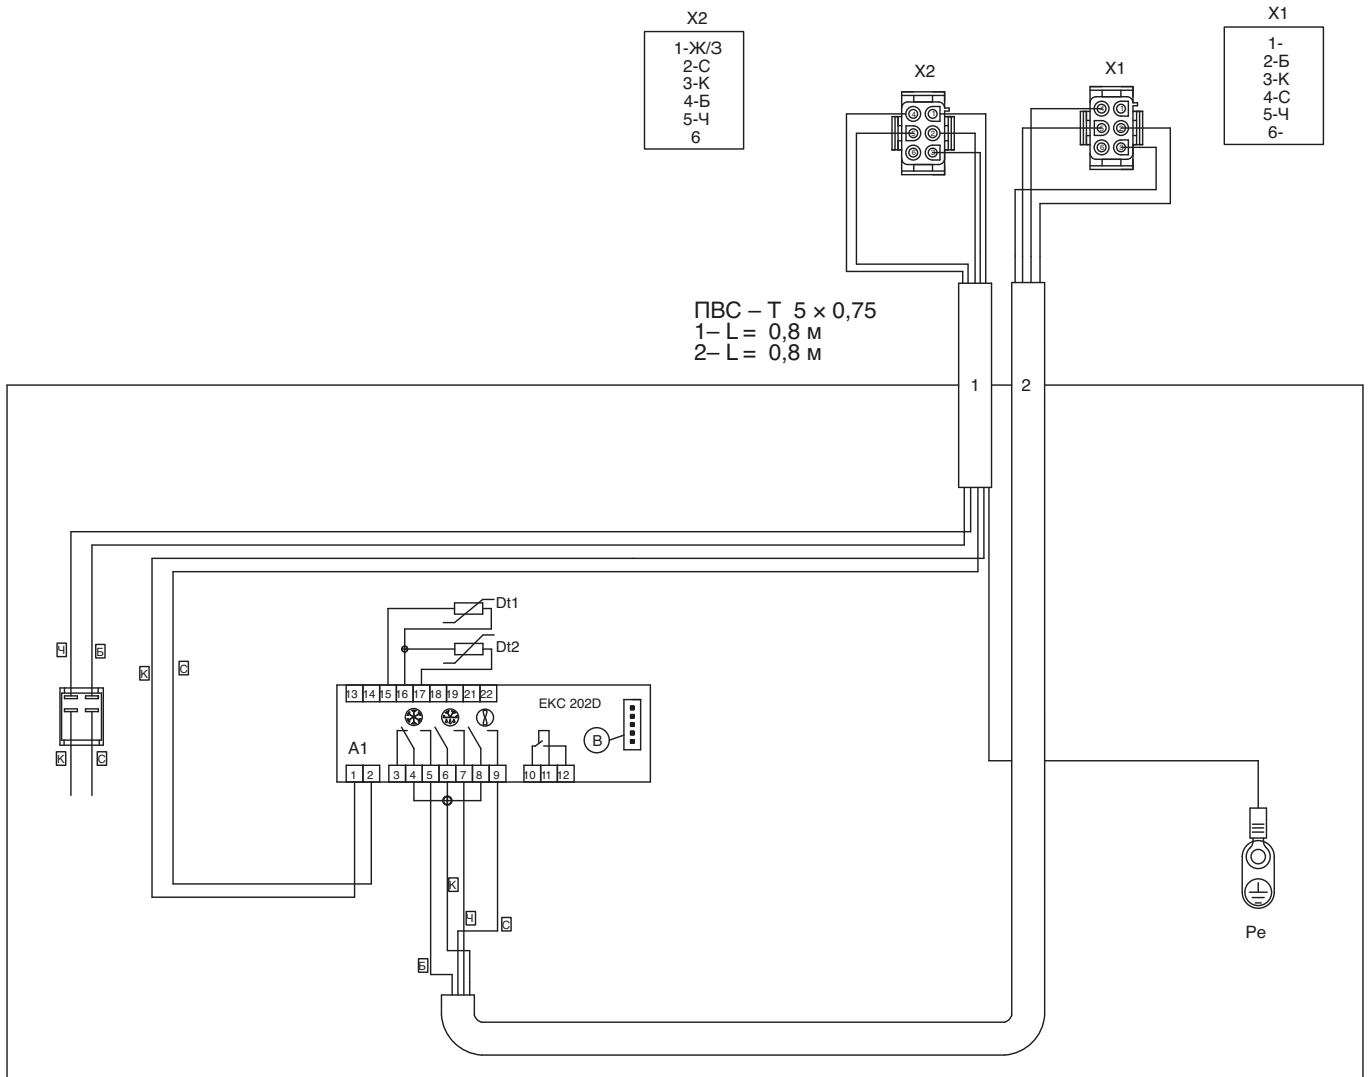 X2
1-Ж/З
2-С
3-К
4-Б
5-Ч
6
X1
1-
2-Б
3-К
4-С
5-Ч
6-
X2
X1
ПВС – Т 5 × 0,75
1– L = 0,8 м
2– L = 0,8 м
1
2
Ч
Б
К
С
К
С
Dt1
Dt2
13 14 15 16 17 18 19 21 22
EKC 202D
A1
B
1 2 3 4 5 6 7 8 9 10 11 12
К
Ч
С
Б
Pe